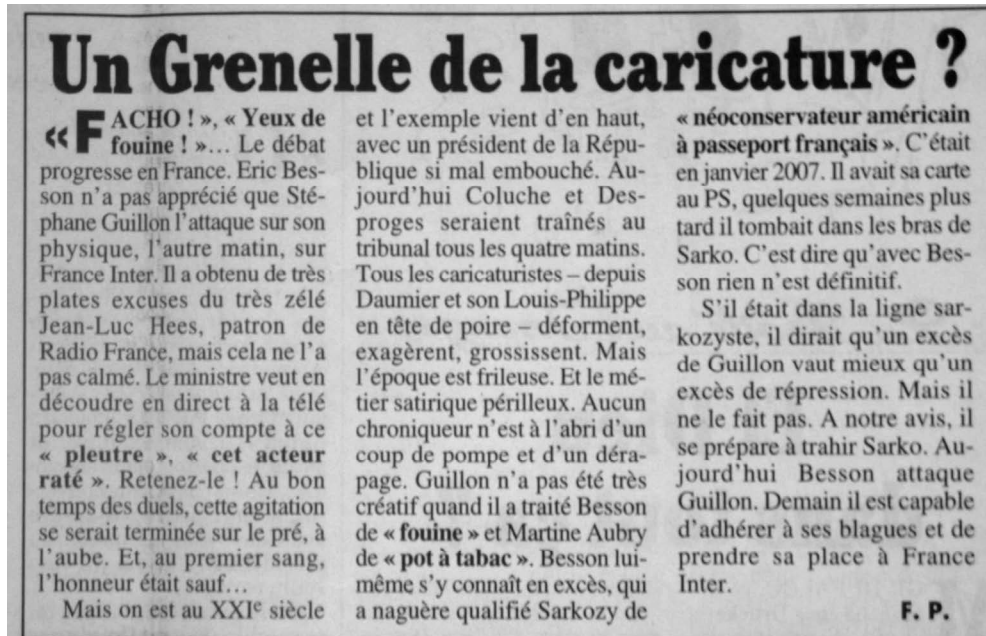 Un Grenelle de la caricature ?
« FACHO ! », « Yeux de
fouine ! »… Le débat
progresse en France. Eric Bes-
son n'a pas apprécié que Sté-
phane Guillon l'attaque sur son
physique, l'autre matin, sur
France Inter. Il a obtenu de très
plates excuses du très zélé
Jean-Luc Hees, patron de
Radio France, mais cela ne l'a
pas calmé. Le ministre veut en
découdre en direct à la télé
pour régler son compte à ce
« pleutre », « cet acteur
raté ». Retenez-le ! Au bon
temps des duels, cette agitation
se serait terminée sur le pré, à
l'aube. Et, au premier sang,
l'honneur était sauf…
Mais on est au XXIe siècle
et l'exemple vient d'en haut,
avec un président de la Répu-
blique si mal embouché. Au-
jourd'hui Coluche et Des-
proges seraient traînés au
tribunal tous les quatre matins.
Tous les caricaturistes – depuis
Daumier et son Louis-Philippe
en tête de poire – déforment,
exagèrent, grossissent. Mais
l'époque est frileuse. Et le mé-
tier satirique périlleux. Aucun
chroniqueur n'est à l'abri d'un
coup de pompe et d'un déra-
page. Guillon n'a pas été très
créatif quand il a traité Besson
de « fouine » et Martine Aubry
de « pot à tabac ». Besson lui-
même s'y connaît en excès, qui
a naguère qualifié Sarkozy de
« néoconservateur américain
à passeport français ». C'était
en janvier 2007. Il avait sa carte
au PS, quelques semaines plus
tard il tombait dans les bras de
Sarko. C'est dire qu'avec Bes-
son rien n'est définitif.
S'il était dans la ligne sar-
kozyste, il dirait qu'un excès
de Guillon vaut mieux qu'un
excès de répression. Mais il
ne le fait pas. A notre avis, il
se prépare à trahir Sarko. Au-
jourd'hui Besson attaque
Guillon. Demain il est capable
d'adhérer à ses blagues et de
prendre sa place à France
Inter.
F. P.